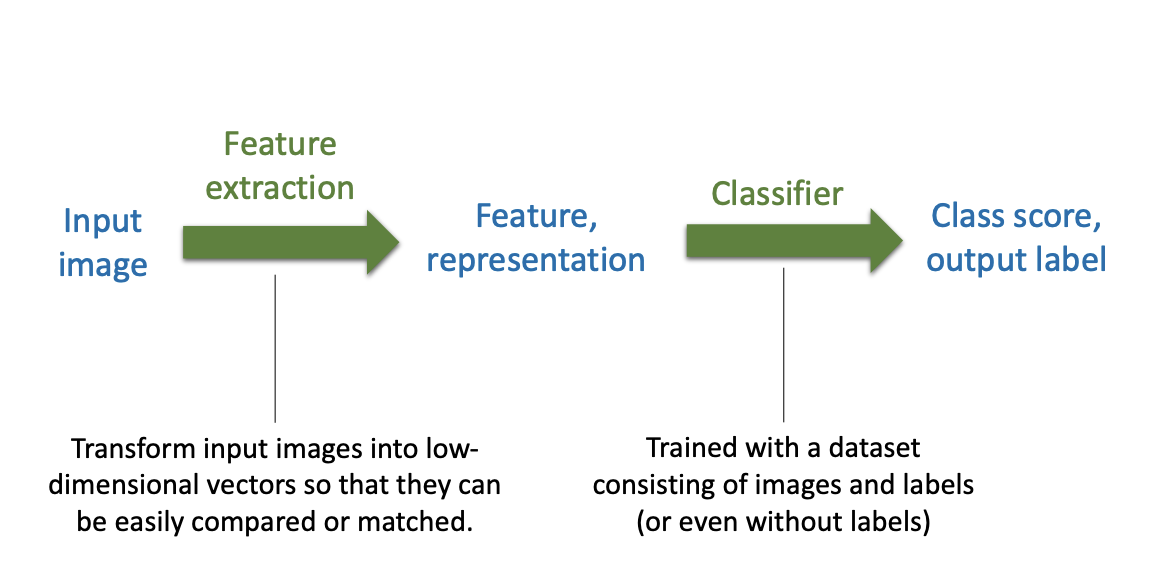 Feature
extraction
Input
image
Feature,
representation
Classifier
Class score,
output label
Transform input images into low-
dimensional vectors so that they can
be easily compared or matched.
Trained with a dataset
consisting of images and labels
(or even without labels)